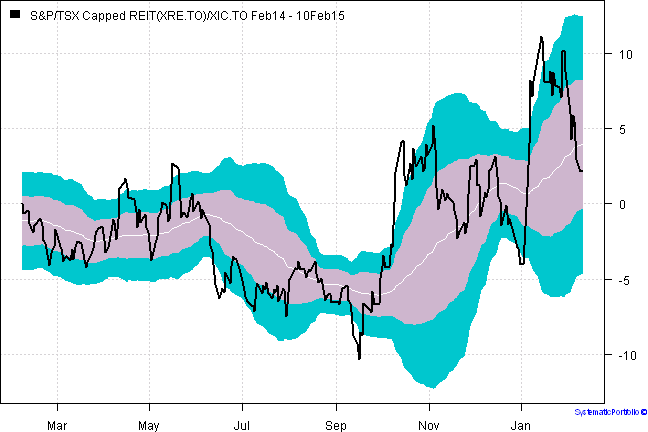 S&P/TSX Capped REIT(XRE.TO)/XIC.TO Feb14 - 10Feb15
10
5
0
-5
-10
Mar May Jul Sep Nov Jan
SystematicPortfolio ©